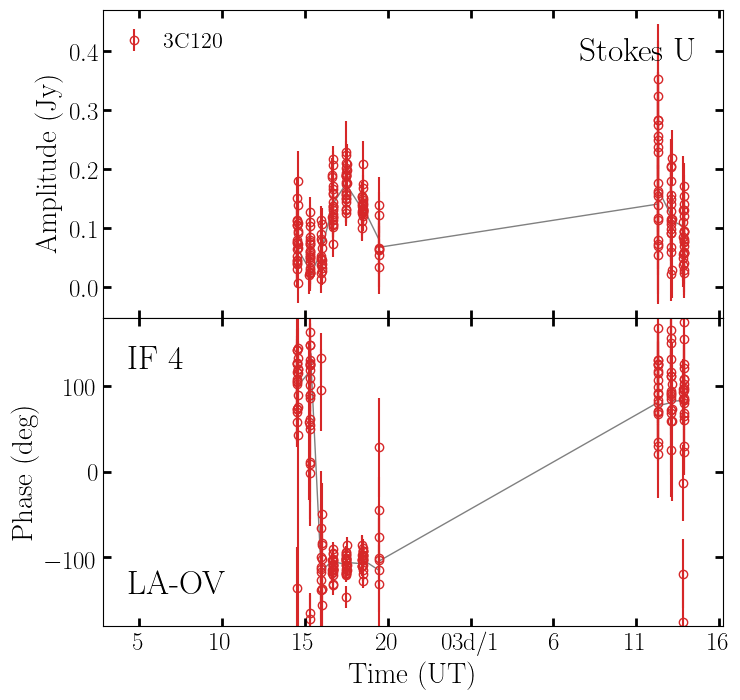 3C120
Stokes U
0.4
0.3
0.2
0.1
0.0
Amplitude (Jy)
IF 4
100
0
−100
Phase (deg)
LA-OV
5 10 15 20 03d/1 6 11 16
Time (UT)